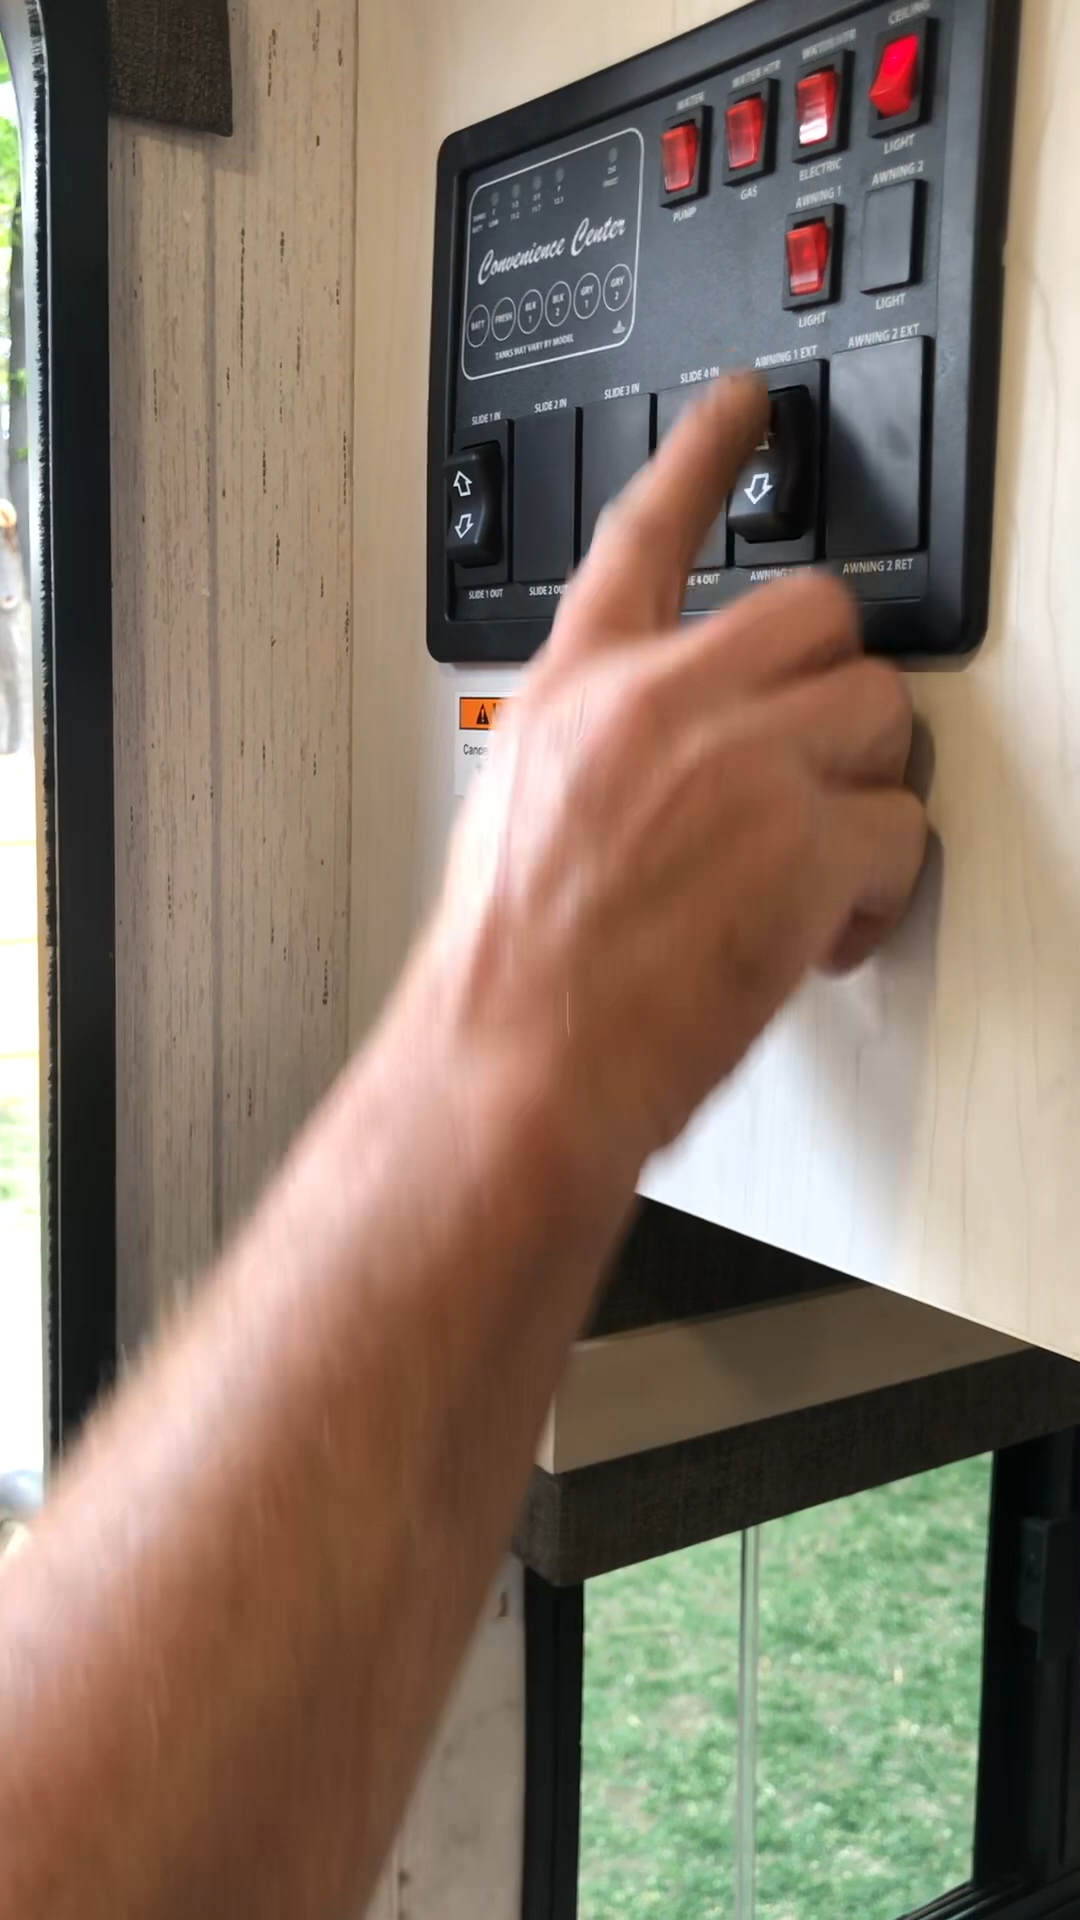 CEILING
WATER HTR
WATER
PUMP
GAS
ELECTRIC
LIGHT
AWNING 1
AWNING 2
LIGHT
LIGHT
Convenience Center
BATT
FRESH
BLK 1
BLK 2
GRY 1
GRY 2
TANKS MAY VARY BY MODEL
SLIDE 1 IN
SLIDE 2 IN
SLIDE 3 IN
SLIDE 4 IN
AWNING 1 EXT
AWNING 2 EXT
SLIDE 1 OUT
SLIDE 2 OUT
4 OUT
AWNING
AWNING 2 RET